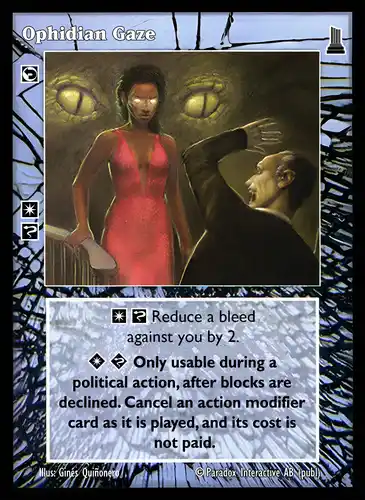 Ophidian Gaze
Reduce a bleed
against you by 2.
Only usable during a
political action, after blocks are
declined. Cancel an action modifier
card as it is played, and its cost is
not paid.
Illus: Ginés Quiñonero
© Paradox Interactive AB (publ)